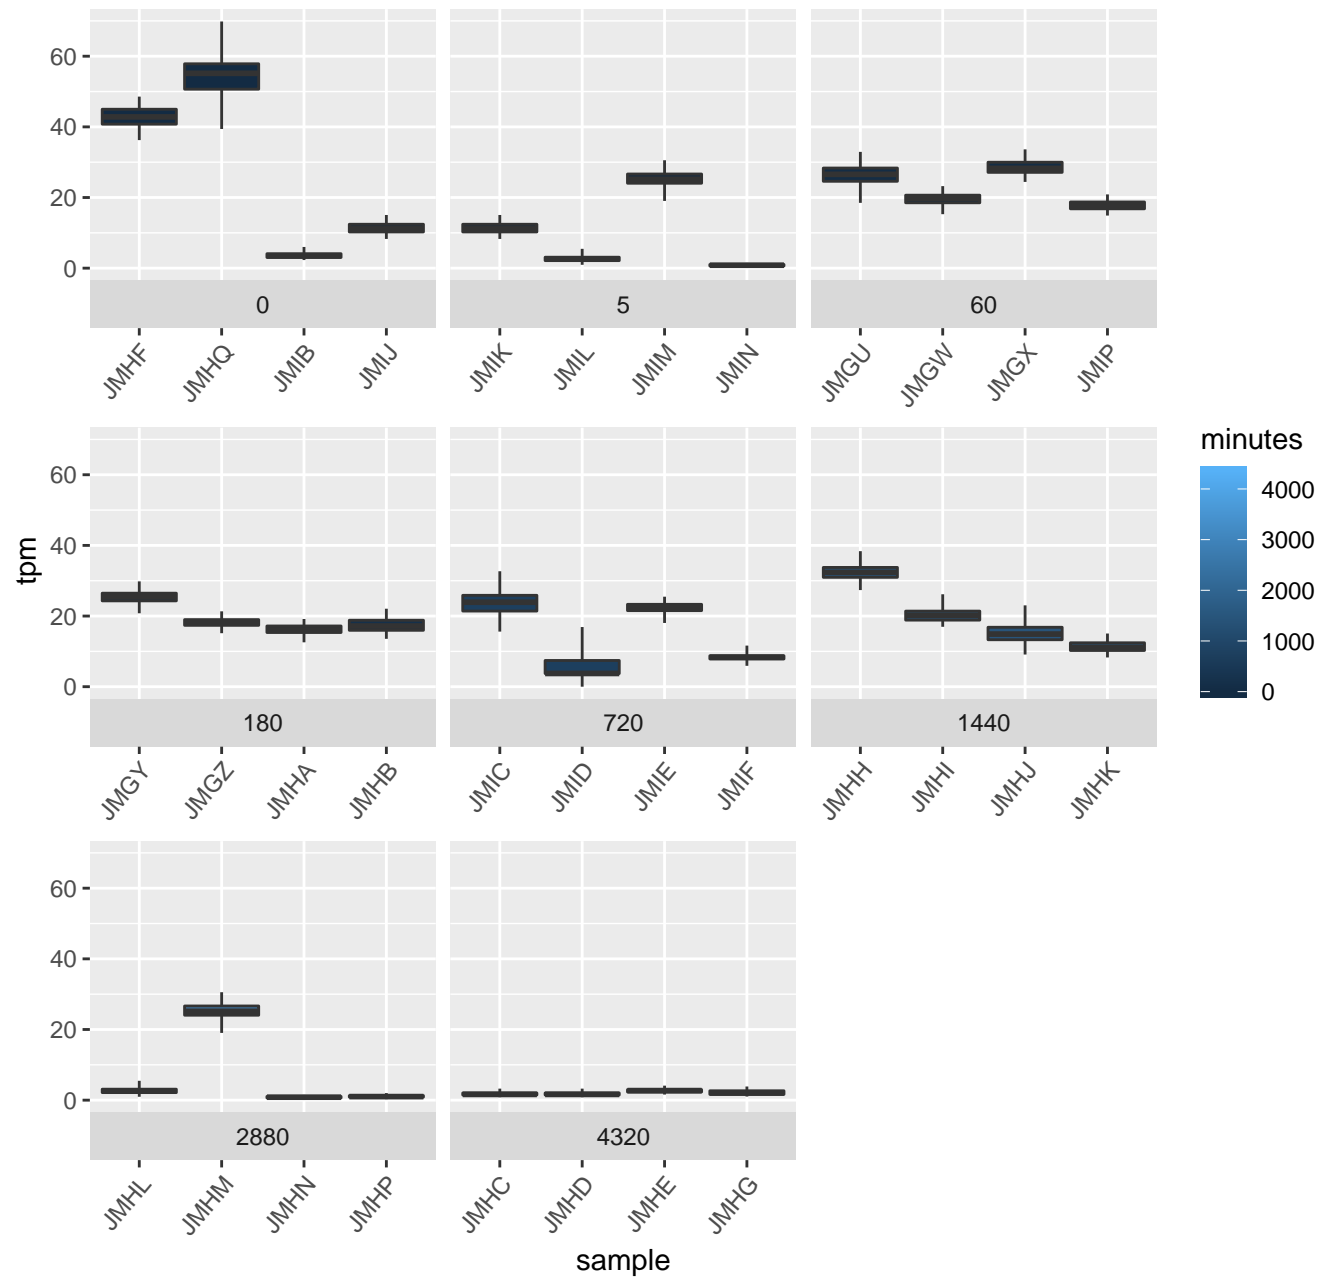 60
40
20
0
0
5
60
JMHF
JMHQ
JMIB
JMIJ
JMIK
JMIL
JMIM
JMIN
JMGU
JMGW
JMGX
JMIP
tpm
60
40
20
0
180
720
1440
JMGY
JMGZ
JMHA
JMHB
JMIC
JMID
JMIE
JMIF
JMHH
JMHI
JMHJ
JMHK
minutes
4000
3000
2000
1000
0
60
40
20
0
2880
4320
JMHL
JMHM
JMHN
JMHP
JMHC
JMHD
JMHE
JMHG
sample